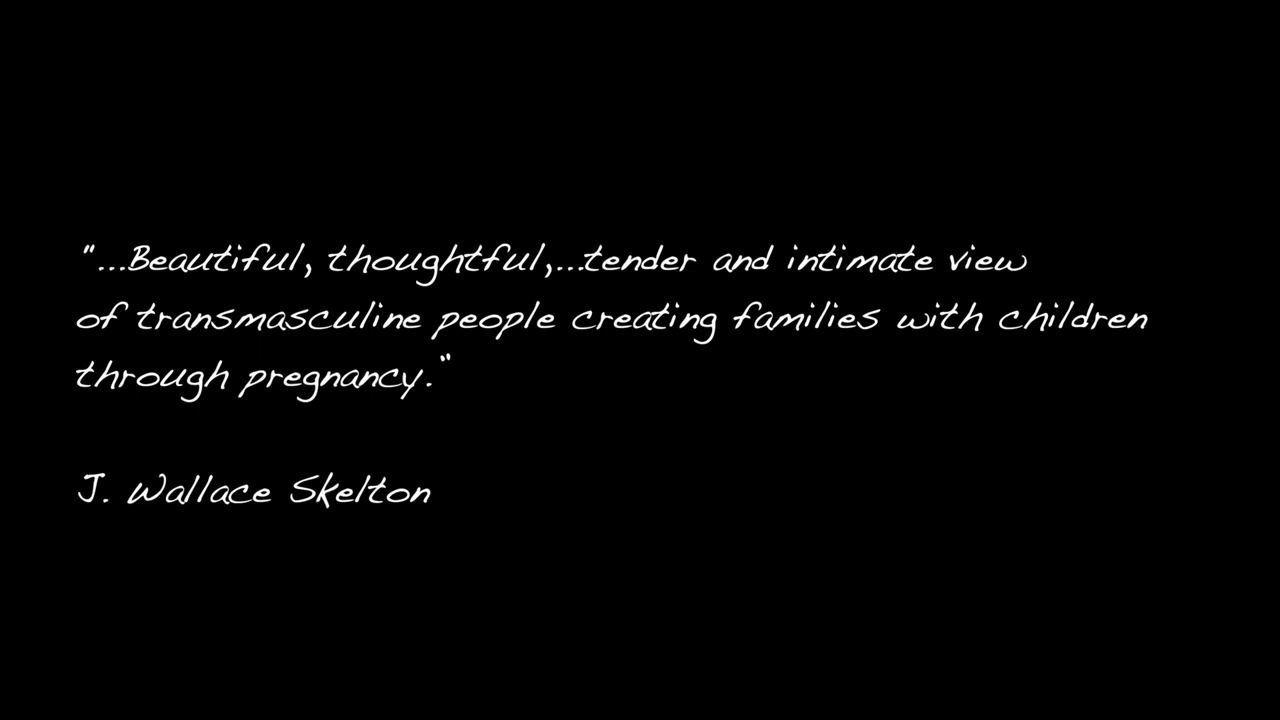 "...Beautiful, thoughtful,...tender and intimate view
of transmasculine people creating families with children
through pregnancy."
J. Wallace Skelton